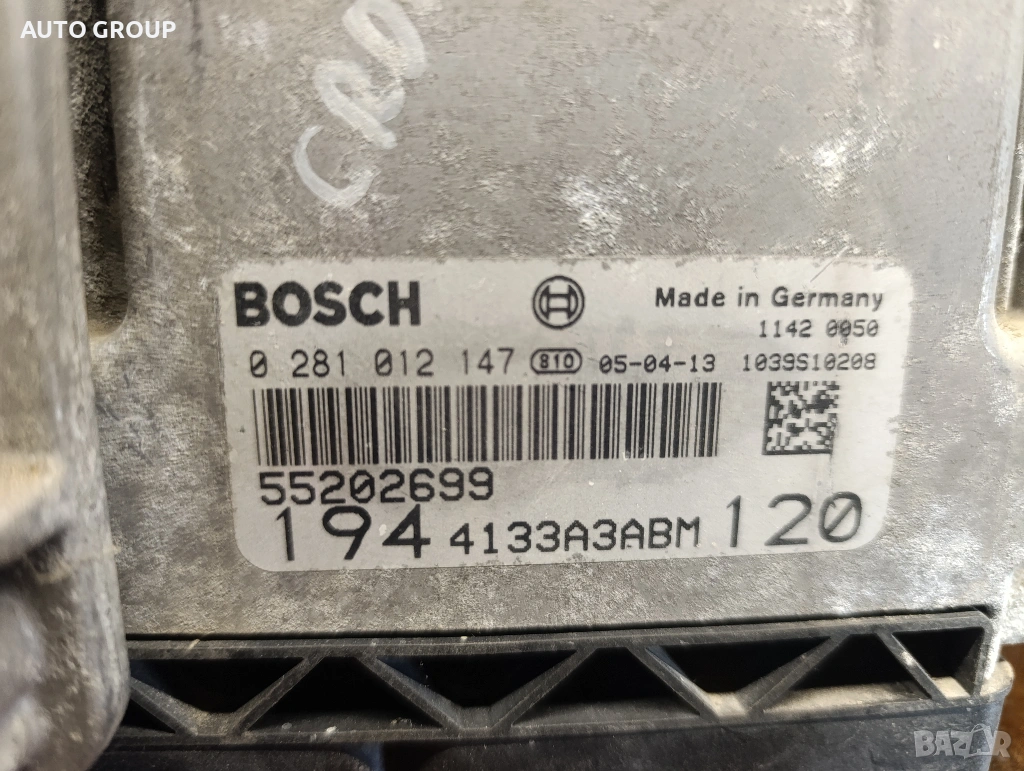 AUTO GROUP
BOSCH
Made in Germany
1142 0050
0 281 012 147 810 05-04-13 1039S10208
55202699
194 4133A3ABM 120
BAZAR